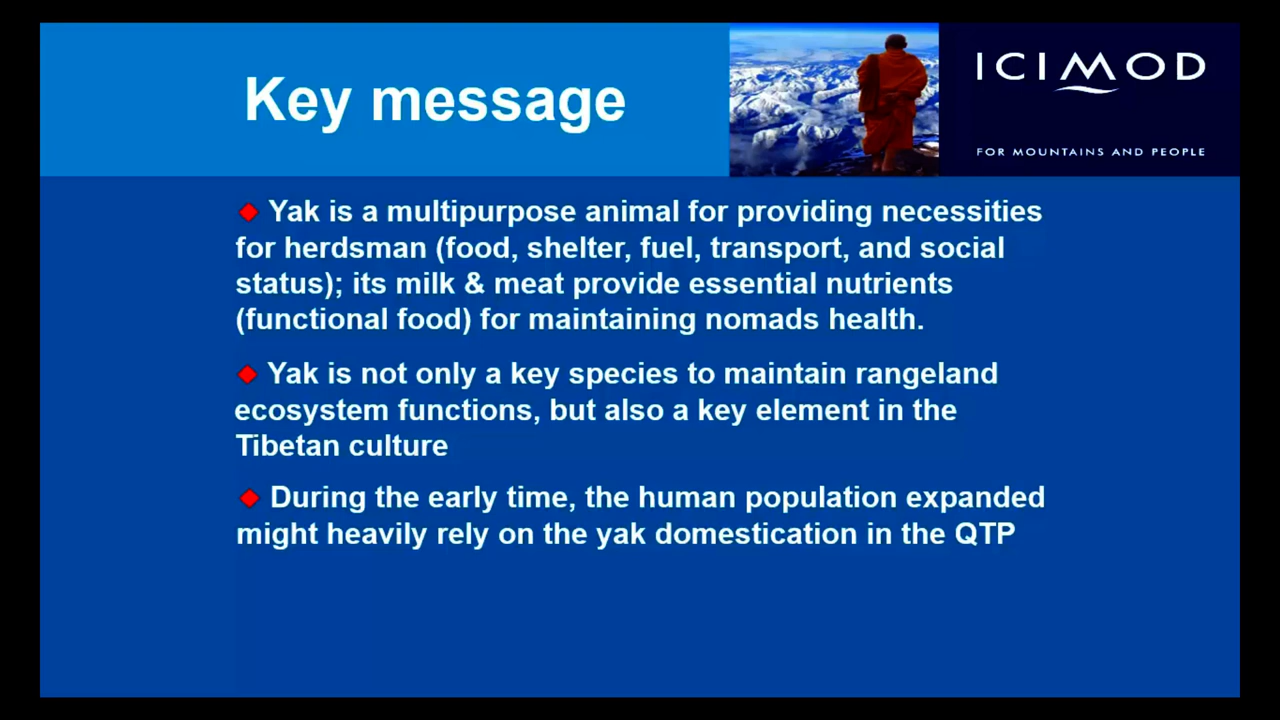 Key message
ICIMOD
FOR MOUNTAINS AND PEOPLE
Yak is a multipurpose animal for providing necessities
for herdsman (food, shelter, fuel, transport, and social
status); its milk & meat provide essential nutrients
(functional food) for maintaining nomads health.
Yak is not only a key species to maintain rangeland
ecosystem functions, but also a key element in the
Tibetan culture
During the early time, the human population expanded
might heavily rely on the yak domestication in the QTP